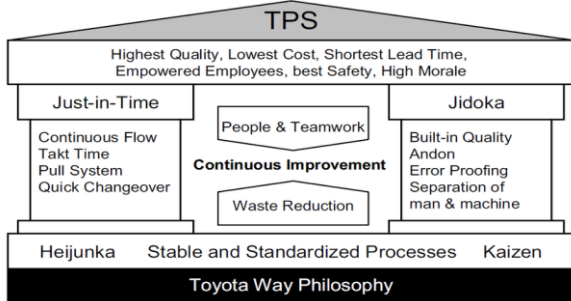 TPS
Highest Quality, Lowest Cost, Shortest Lead Time,
Empowered Employees, best Safety, High Morale
Just-in-Time
Continuous Flow
Takt Time
Pull System
Quick Changeover
People & Teamwork
Continuous Improvement
Waste Reduction
Jidoka
Built-in Quality
Andon
Error Proofing
Separation of
man & machine
Heijunka Stable and Standardized Processes Kaizen
Toyota Way Philosophy